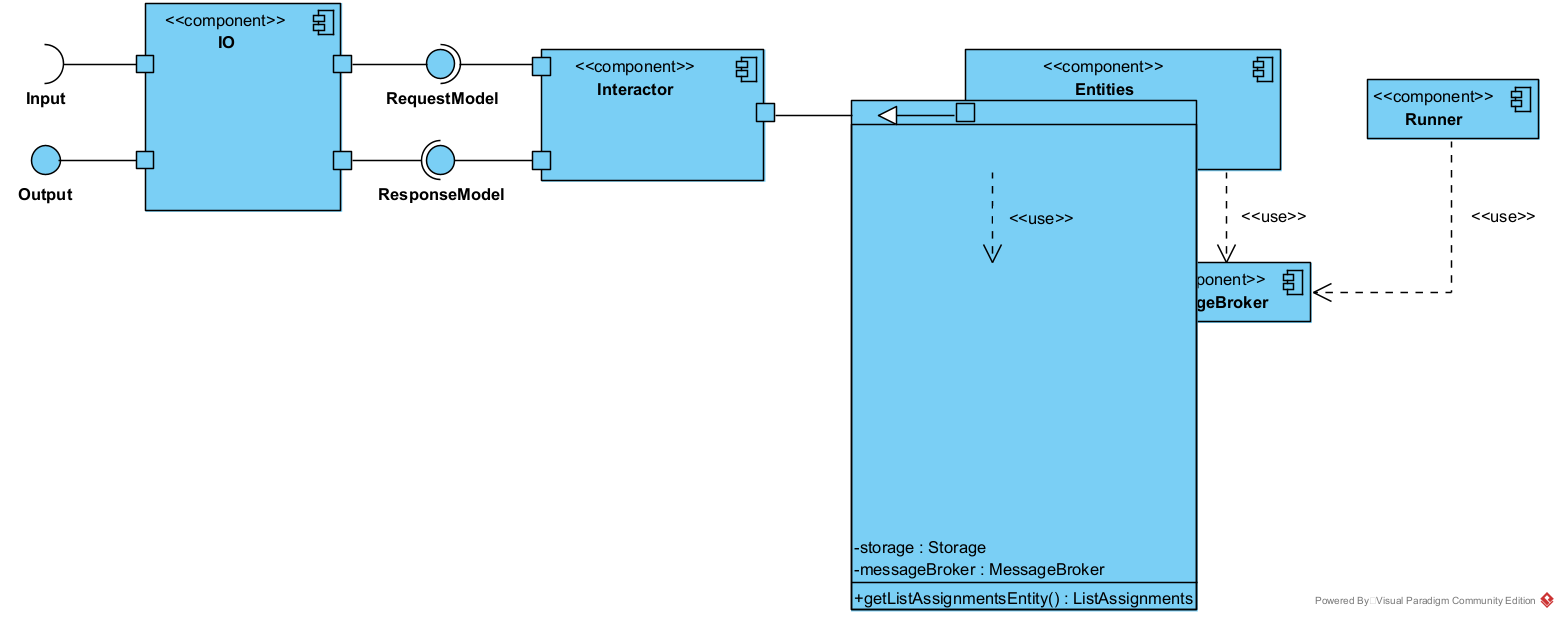 <<component>>
IO
Input
Output
RequestModel
ResponseModel
<<component>>
Interactor
<<component>>
Entities
<<component>>
Runner
<<use>>
<<use>>
<<use>>
ponent>>
geBroker
-storage : Storage
-messageBroker : MessageBroker
+getListAssignmentsEntity() : ListAssignments
Powered By Visual Paradigm Community Edition